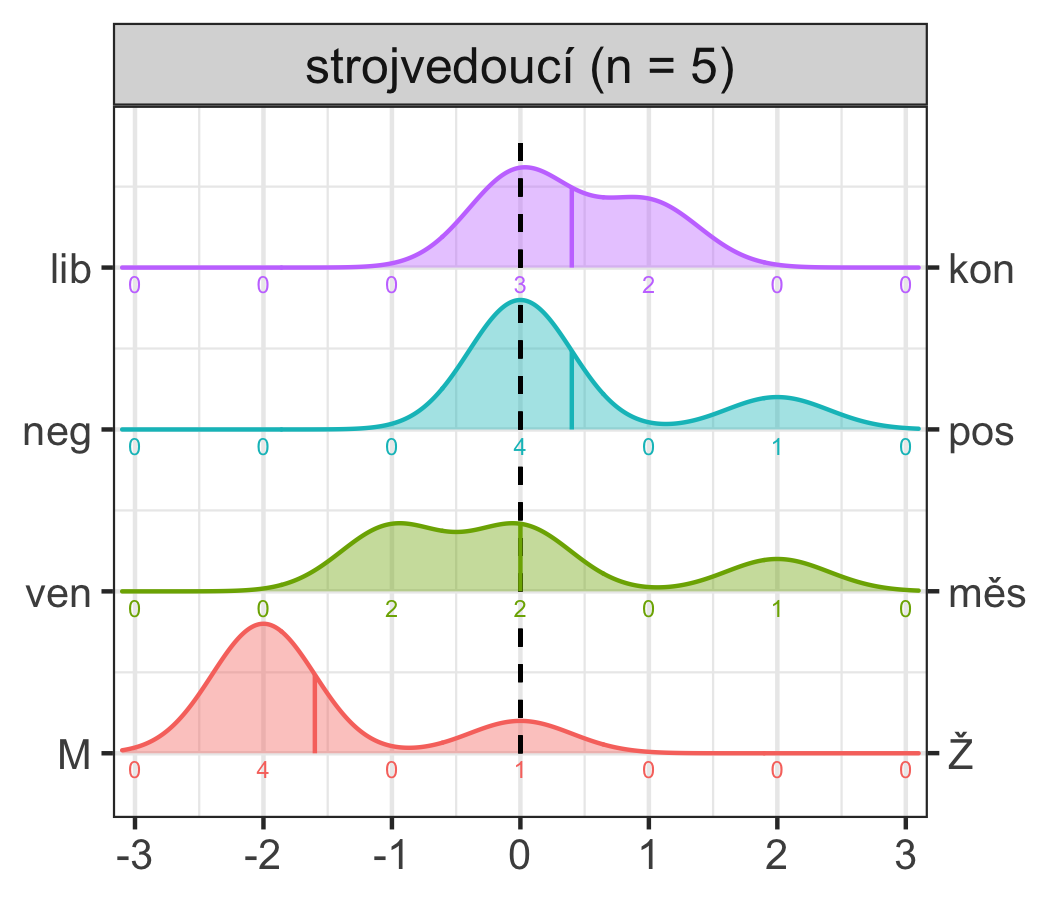 strojvedoucí (n = 5)
lib kon
0 0 0 3 2 0 0
neg pos
0 0 0 4 0 1 0
ven měs
0 0 2 2 0 1 0
M Ž
0 4 0 1 0 0 0
-3 -2 -1 0 1 2 3